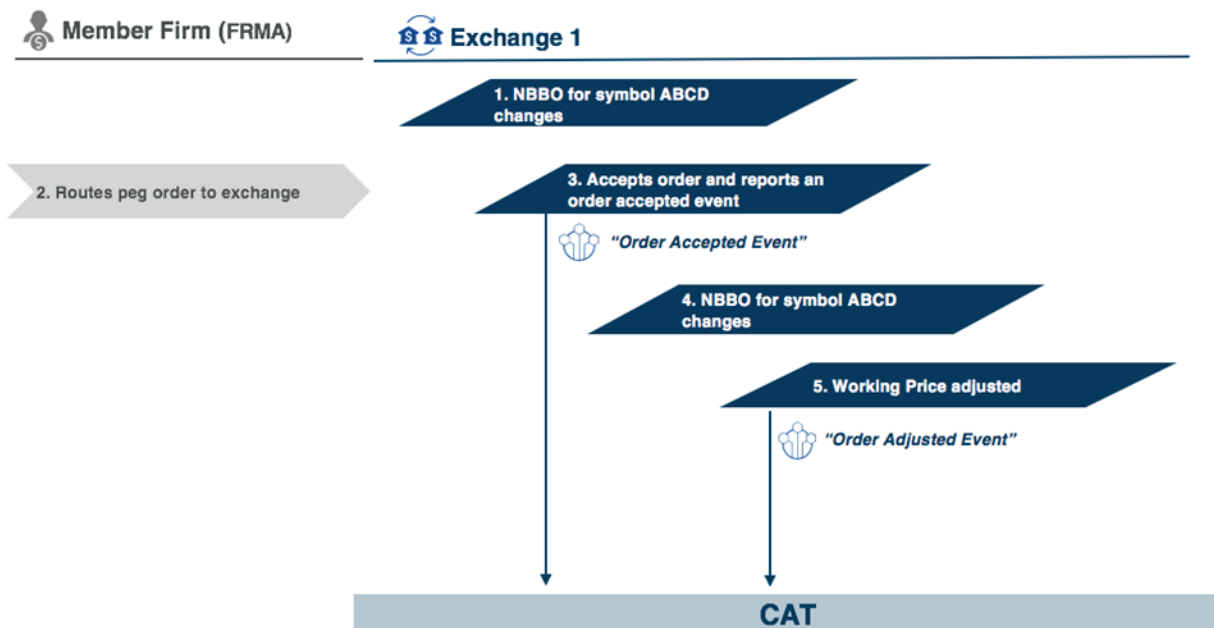 Member Firm (FRMA)
Exchange 1
1. NBBO for symbol ABCD
changes
2. Routes peg order to exchange
3. Accepts order and reports an
order accepted event
“Order Accepted Event”
4. NBBO for symbol ABCD
changes
5. Working Price adjusted
“Order Adjusted Event”
CAT